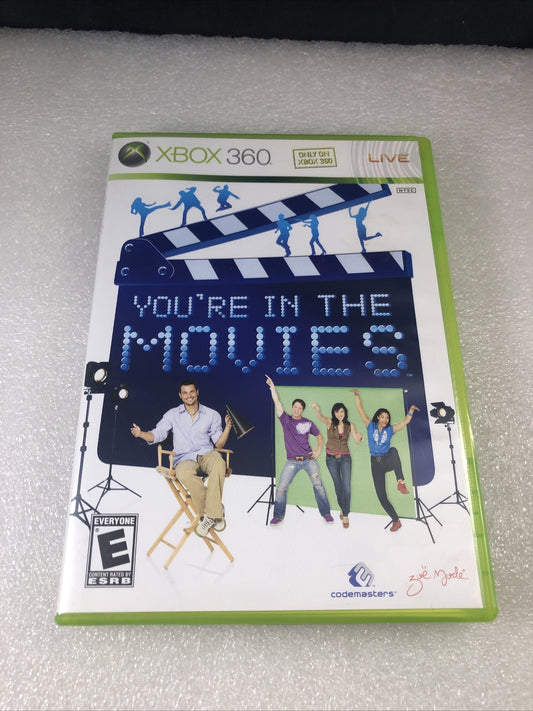 XBOX 360
ONLY ON
XBOX 360
LIVE
NTSC
YOU'RE IN THE
MOVIES
EVERYONE
E
CONTENT RATED BY
ESRB
codemasters
zoë mode